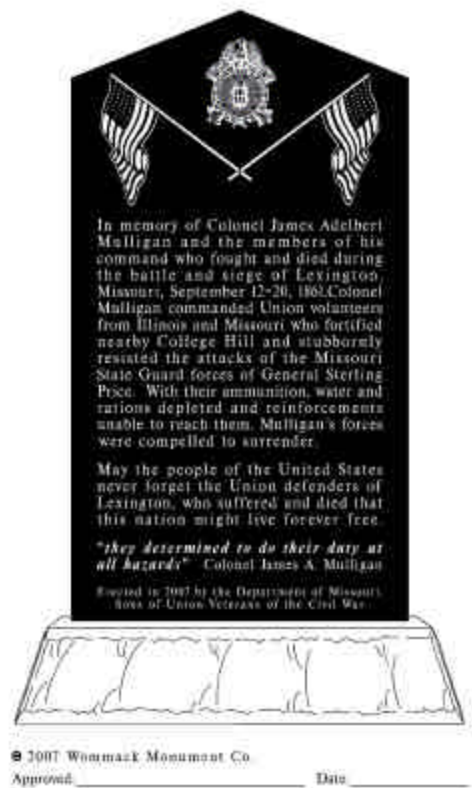 In memory of Colonel James Adelbert
Mulligan and the members of his
command who fought and died during
the battle and siege of Lexington,
Missouri, September 12-20, 1861.Colonel
Mulligan commanded Union volunteers
from Illinois and Missouri who fortified
nearby College Hill and stubbornly
resisted the attacks of the Missouri
State Guard forces of General Sterling
Price. With their ammunition, water and
rations depleted and reinforcements
unable to reach them, Mulligan's forces
were compelled to surrender.
May the people of the United States
never forget the Union defenders of
Lexington, who suffered and died that
this nation might live forever free.
"they determined to do their duty at
all hazards" Colonel James A. Mulligan
Erected in 2007 by the Department of Missouri,
Sons of Union Veterans of the Civil War.
© 2007 Wommack Monument Co.
Approved: Date: